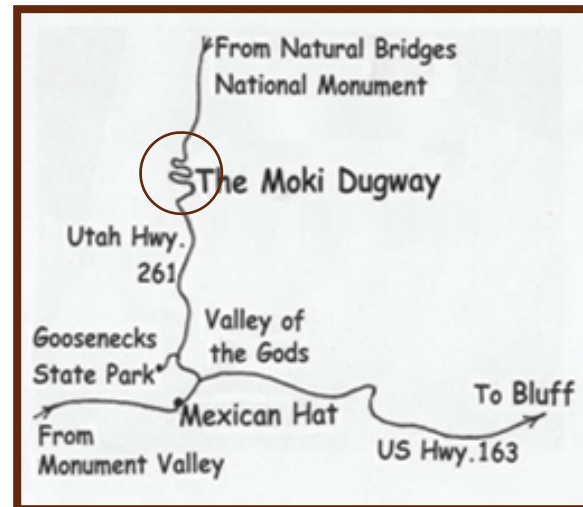 From Natural Bridges
National Monument
The Moki Dugway
Utah Hwy.
261
Valley of
the Gods
Goosenecks
State Park
To Bluff
Mexican Hat
From
Monument Valley
US Hwy.163